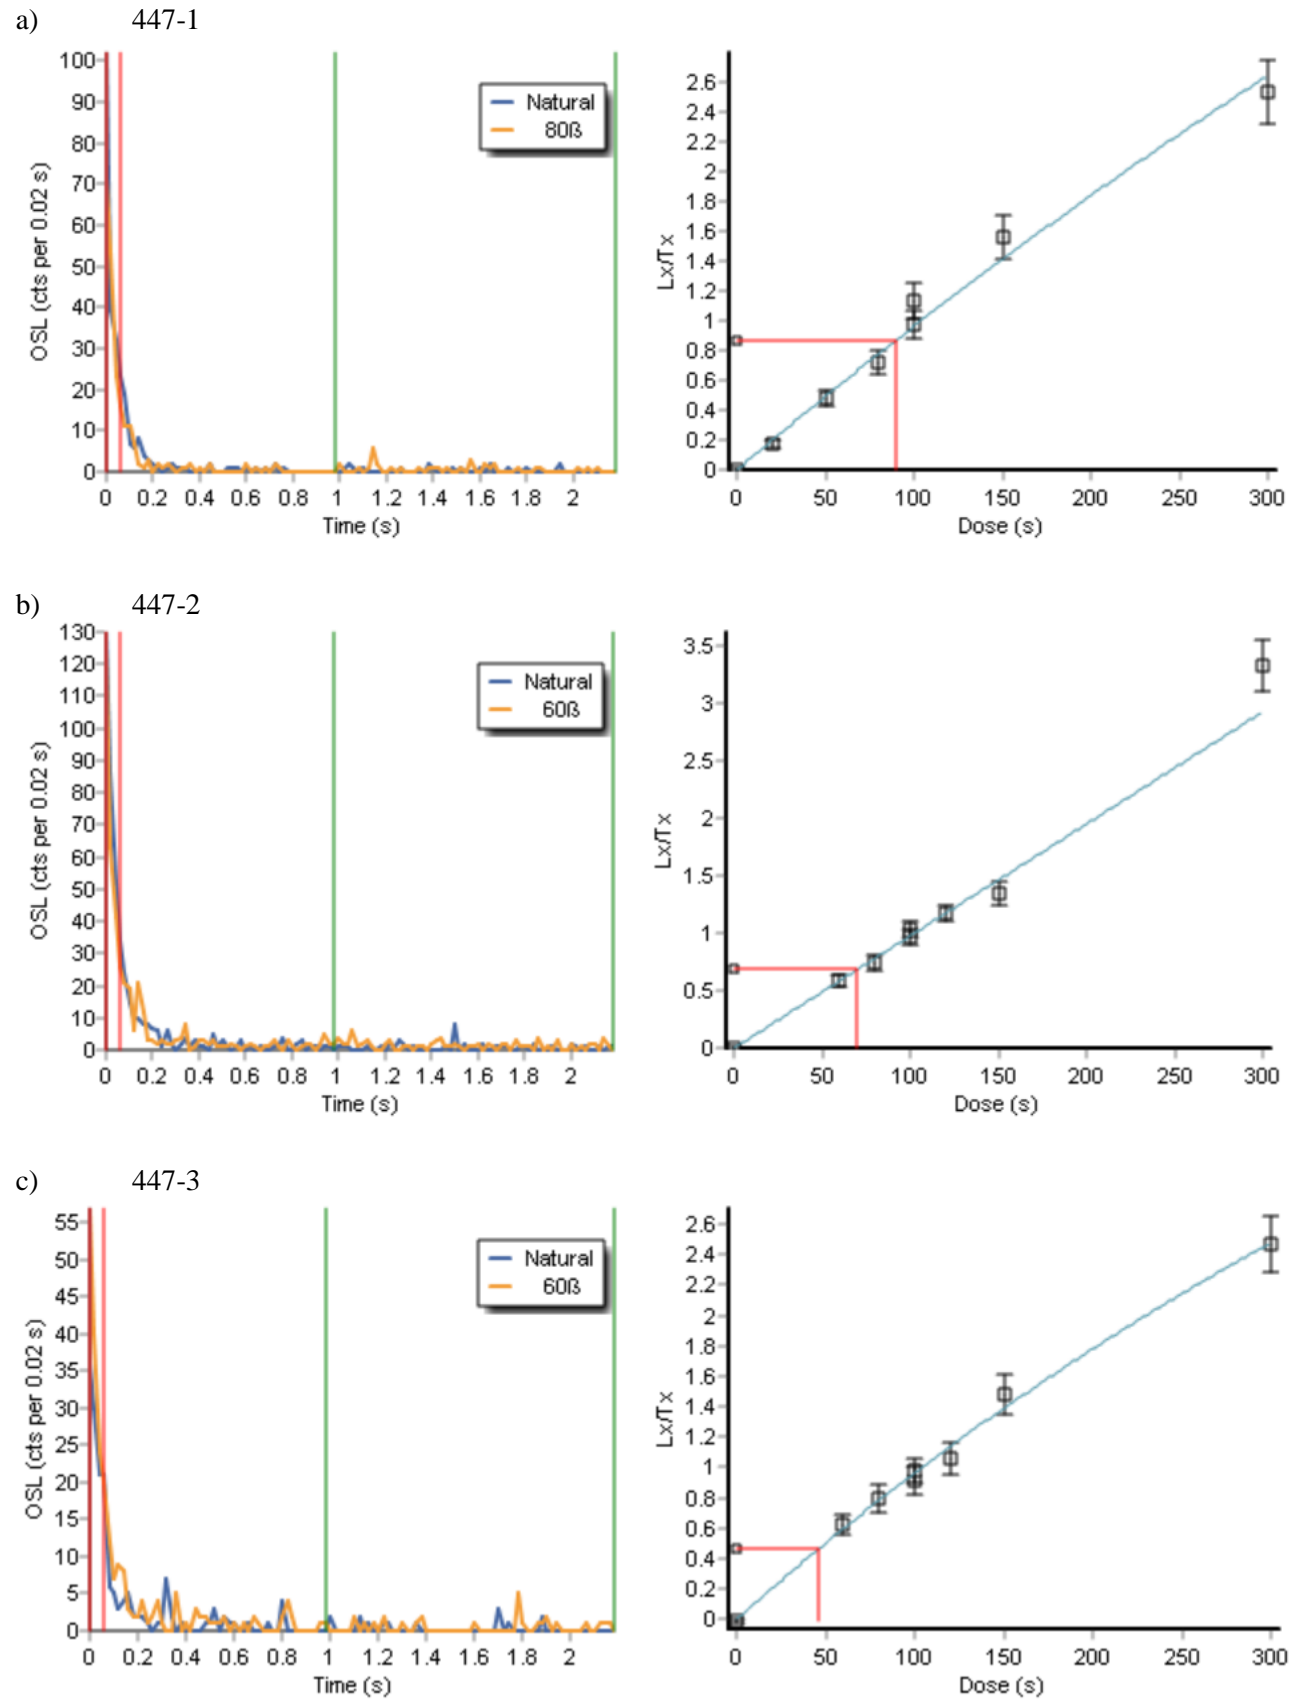 a) 447-1
100
90
80
70
60
50
40
30
20
10
0
OSL (cts per 0.02 s)
Natural
80ß
0 0.2 0.4 0.6 0.8 1 1.2 1.4 1.6 1.8 2
Time (s)
2.6
2.4
2.2
2
1.8
1.6
1.4
1.2
1
0.8
0.6
0.4
0.2
0
Lx/Tx
0 50 100 150 200 250 300
Dose (s)
b) 447-2
130
120
110
100
90
80
70
60
50
40
30
20
10
0
OSL (cts per 0.02 s)
Natural
60ß
0 0.2 0.4 0.6 0.8 1 1.2 1.4 1.6 1.8 2
Time (s)
3.5
3
2.5
2
1.5
1
0.5
0
Lx/Tx
0 50 100 150 200 250 300
Dose (s)
c) 447-3
55
50
45
40
35
30
25
20
15
10
5
0
OSL (cts per 0.02 s)
Natural
60ß
0 0.2 0.4 0.6 0.8 1 1.2 1.4 1.6 1.8 2
Time (s)
2.6
2.4
2.2
2
1.8
1.6
1.4
1.2
1
0.8
0.6
0.4
0.2
0
Lx/Tx
0 50 100 150 200 250 300
Dose (s)